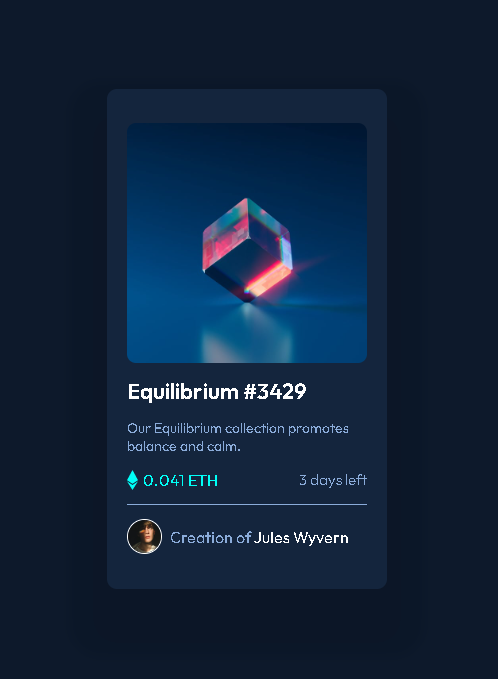 Equilibrium #3429
Our Equilibrium collection promotes
balance and calm.
0.041 ETH
3 days left
Creation of Jules Wyvern